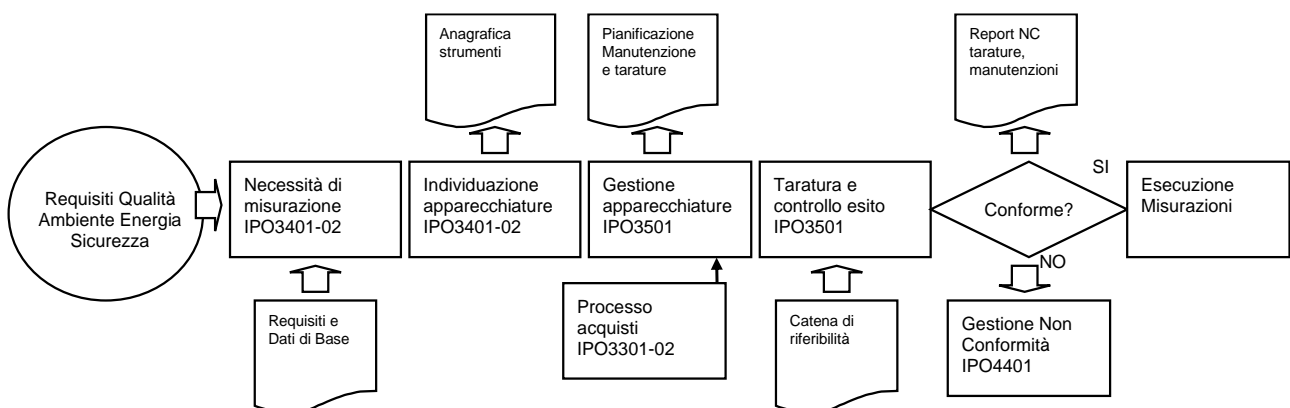 Anagrafica
strumenti
Pianificazione
Manutenzione
e tarature
Report NC
tarature,
manutenzioni
Requisiti Qualità
Ambiente Energia
Sicurezza
Necessità di
misurazione
IPO3401-02
Individuazione
apparecchiature
IPO3401-02
Gestione
apparecchiature
IPO3501
Taratura e
controllo esito
IPO3501
Conforme?
SI
Esecuzione
Misurazioni
NO
Requisiti e
Dati di Base
Processo
acquisti
IPO3301-02
Catena di
riferibilità
Gestione Non
Conformità
IPO4401